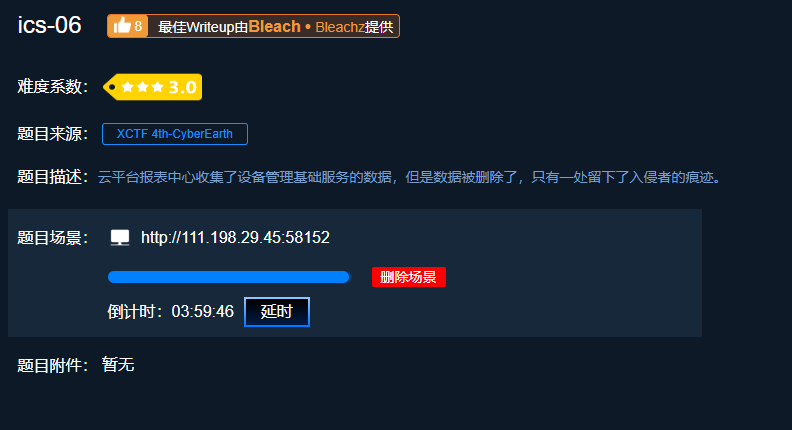 ics-06 8 最佳Writeup由Bleach • Bleachz提供
难度系数： 3.0
题目来源： XCTF 4th-CyberEarth
题目描述：云平台报表中心收集了设备管理基础服务的数据，但是数据被删除了，只有一处留下了入侵者的痕迹。
题目场景： http://111.198.29.45:58152
删除场景
倒计时：03:59:46 延时
题目附件： 暂无